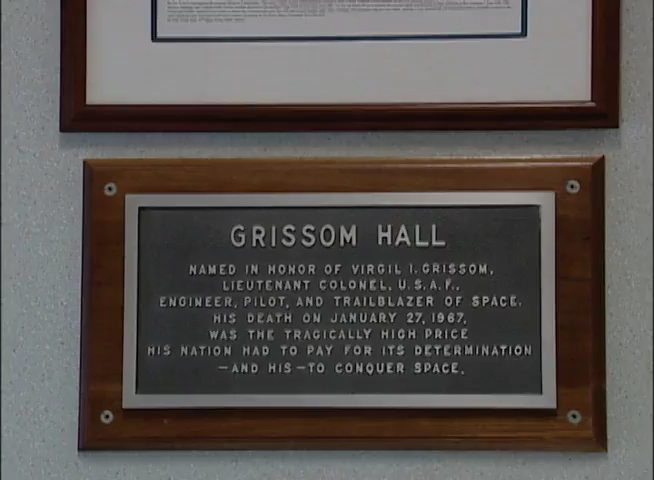 GRISSOM HALL
NAMED IN HONOR OF VIRGIL I. GRISSOM,
LIEUTENANT COLONEL, U.S.A.F.,
ENGINEER, PILOT, AND TRAILBLAZER OF SPACE.
HIS DEATH ON JANUARY 27, 1967,
WAS THE TRAGICALLY HIGH PRICE
HIS NATION HAD TO PAY FOR ITS DETERMINATION
—AND HIS—TO CONQUER SPACE.